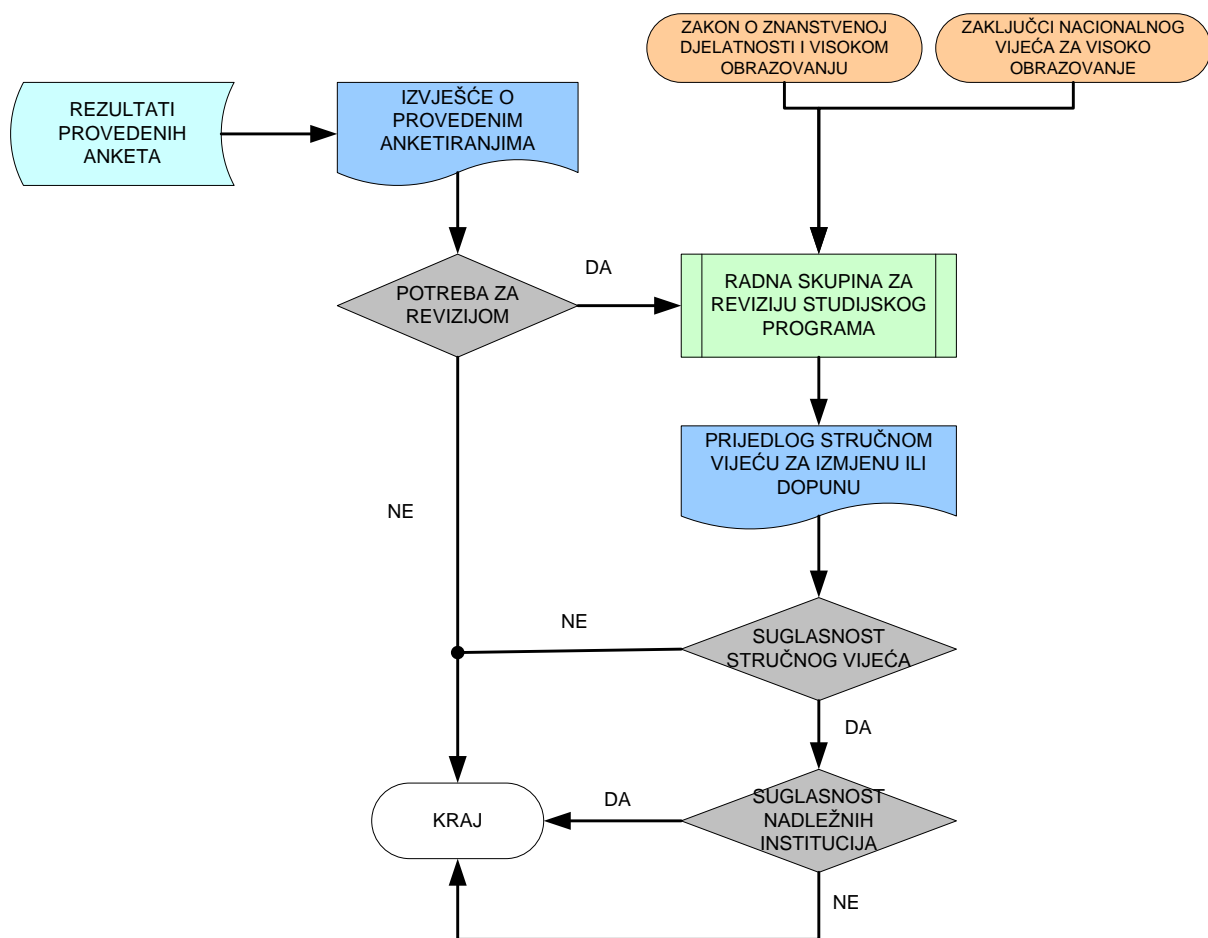 ZAKON O ZNANSTVENOJ
DJELATNOSTI I VISOKOM
OBRAZOVANJU
ZAKLJUČCI NACIONALNOG
VIJEĆA ZA VISOKO
OBRAZOVANJE
REZULTATI
PROVEDENIH
ANKETA
IZVJEŠĆE O
PROVEDENIM
ANKETIRANJIMA
POTREBA ZA
REVIZIJOM
DA
RADNA SKUPINA ZA
REVIZIJU STUDIJSKOG
PROGRAMA
PRIJEDLOG STRUČNOM
VIJEĆU ZA IZMJENU ILI
DOPUNU
NE
NE
SUGLASNOST
STRUČNOG VIJEĆA
DA
KRAJ
DA
SUGLASNOST
NADLEŽNIH
INSTITUCIJA
NE